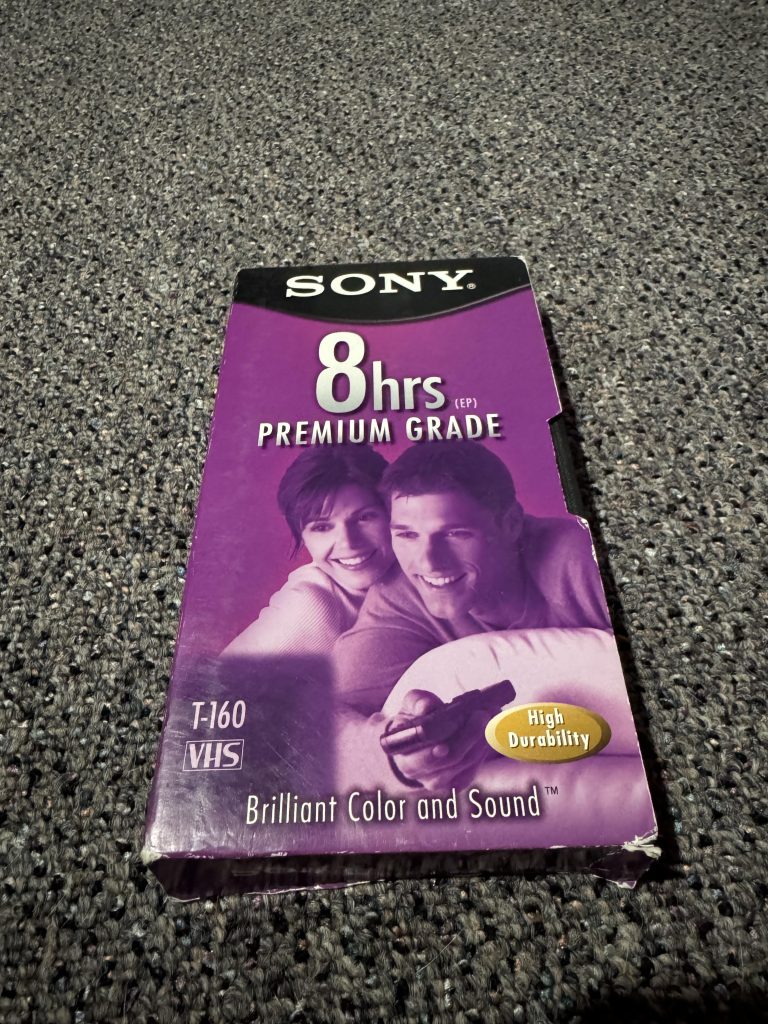 SONY®
8hrs (EP)
PREMIUM GRADE
T-160
VHS
High
Durability
Brilliant Color and Sound™